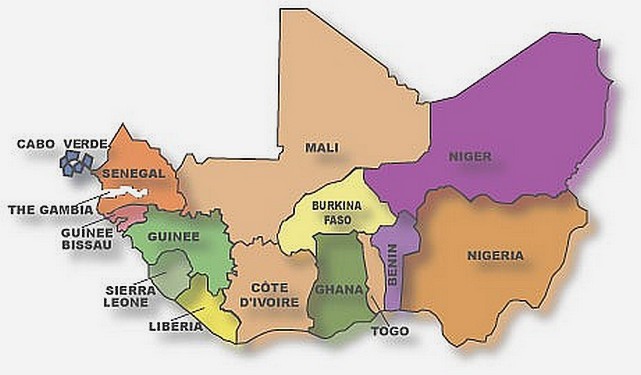 CABO VERDE
MALI
NIGER
SENEGAL
THE GAMBIA
BURKINA
FASO
GUINEE
BISSAU
GUINEE
NIGERIA
BENIN
SIERRA
LEONE
CÔTE
D'IVOIRE
GHANA
LIBERIA
TOGO